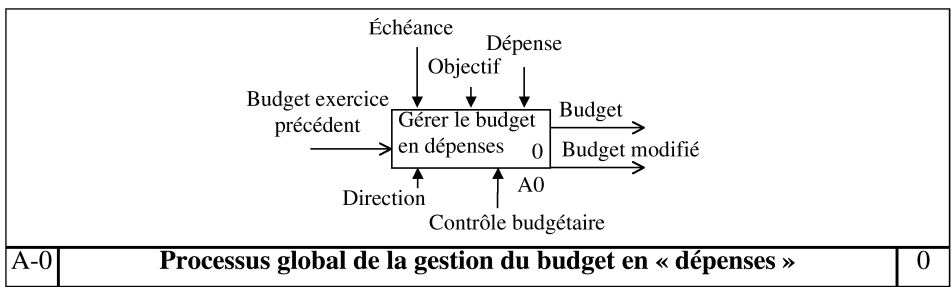 Échéance
Dépense
Objectif
Budget exercice
précédent
Gérer le budget
en dépenses 0
Budget
Budget modifié
A0
Direction
Contrôle budgétaire
A-0 Processus global de la gestion du budget en « dépenses » 0